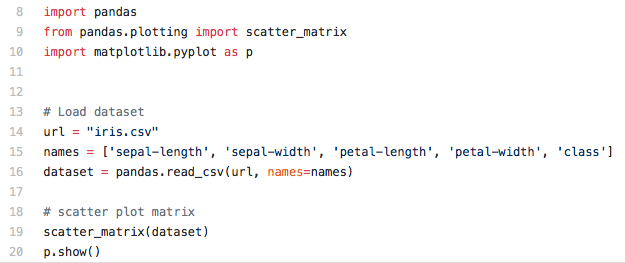 8 import pandas
9 from pandas.plotting import scatter_matrix
10 import matplotlib.pyplot as p
11
12
13 # Load dataset
14 url = "iris.csv"
15 names = ['sepal-length', 'sepal-width', 'petal-length', 'petal-width', 'class']
16 dataset = pandas.read_csv(url, names=names)
17
18 # scatter plot matrix
19 scatter_matrix(dataset)
20 p.show()